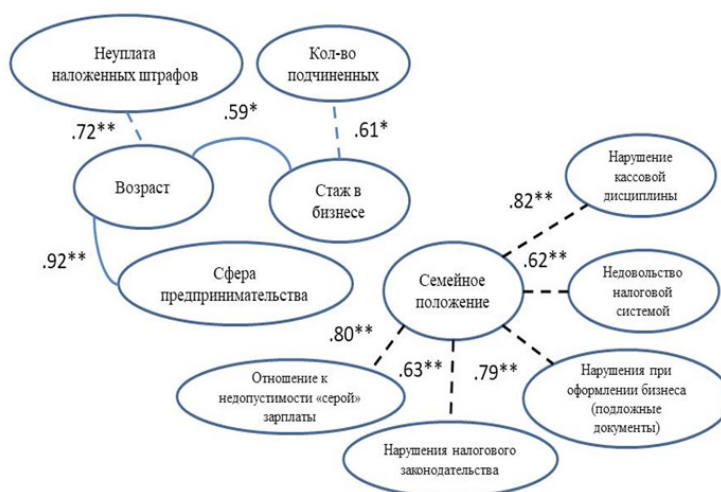 Неуплата
наложенных штрафов
Кол-во
подчиненных
.72**
.59*
.61*
Возраст
Стаж в
бизнесе
Нарушение
кассовой
дисциплины
.82**
.92**
Сфера
предпринимательства
Семейное
положение
.62**
Недовольство
налоговой
системой
.80**
.63**
.79**
Отношение к
недопустимости «серой»
зарплаты
Нарушения при
оформлении бизнеса
(подложные
документы)
Нарушения налогового
законодательства